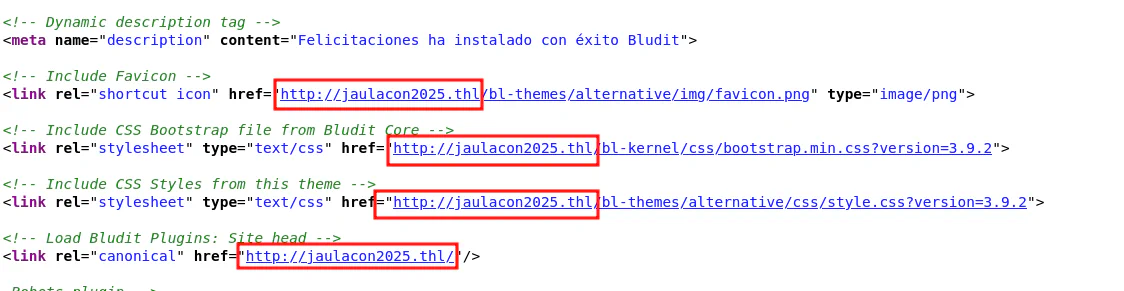 <!-- Dynamic description tag -->
<meta name="description" content="Felicitaciones ha instalado con éxito Bludit">
<!-- Include Favicon -->
<link rel="shortcut icon" href="http://jaulacon2025.thl/bl-themes/alternative/img/favicon.png" type="image/png">
<!-- Include CSS Bootstrap file from Bludit Core -->
<link rel="stylesheet" type="text/css" href="http://jaulacon2025.thl/bl-kernel/css/bootstrap.min.css?version=3.9.2">
<!-- Include CSS Styles from this theme -->
<link rel="stylesheet" type="text/css" href="http://jaulacon2025.thl/bl-themes/alternative/css/style.css?version=3.9.2">
<!-- Load Bludit Plugins: Site head -->
<link rel="canonical" href="http://jaulacon2025.thl/"/>
Robots plugin